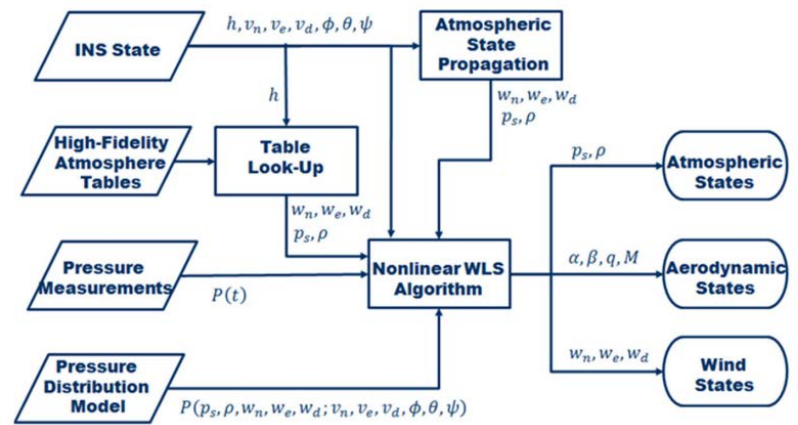 INS State
h, v_n, v_e, v_d, ϕ, θ, ψ
Atmospheric
State
Propagation
h
w_n, w_e, w_d
p_s, ρ
High-Fidelity
Atmosphere
Tables
Table
Look-Up
w_n, w_e, w_d
p_s, ρ
p_s, ρ
Atmospheric
States
Pressure
Measurements
P(t)
Nonlinear WLS
Algorithm
α, β, q, M
Aerodynamic
States
Pressure
Distribution
Model
P(p_s, ρ, w_n, w_e, w_d; v_n, v_e, v_d, ϕ, θ, ψ)
w_n, w_e, w_d
Wind
States